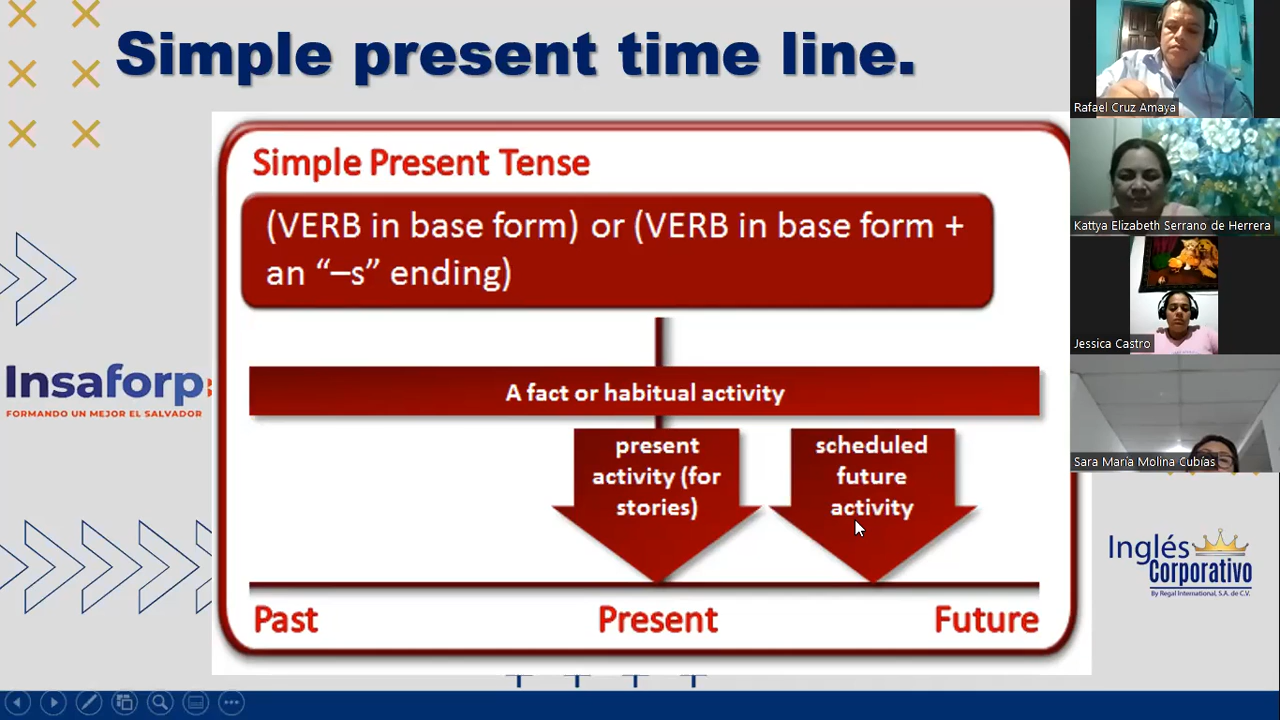 Simple present time line.
Simple Present Tense
(VERB in base form) or (VERB in base form +
an “–s” ending)
A fact or habitual activity
present
activity (for
stories)
scheduled
future
activity
Past
Present
Future
Insaforp
FORMANDO UN MEJOR EL SALVADOR
Rafael Cruz Amaya
Kattya Elizabeth Serrano de Herrera
Jessica Castro
Sara María Molina Cubías
Inglés
Corporativo
By Regal International, S.A. de C.V.